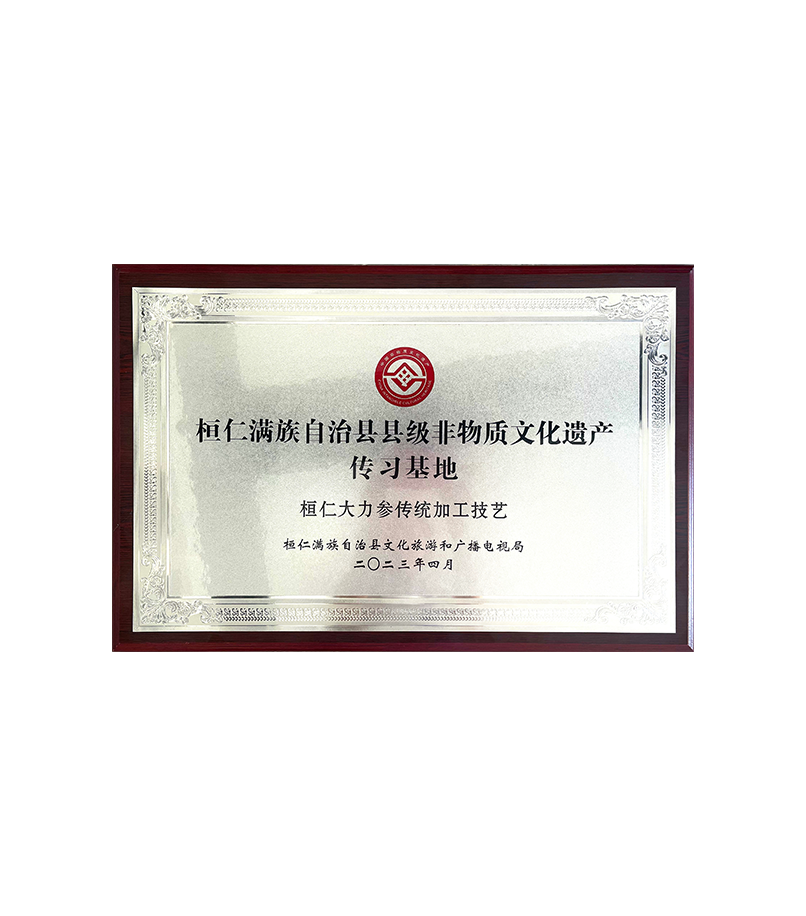 桓仁满族自治县县级非物质文化遗产
传习基地
桓仁大力参传统加工技艺
桓仁满族自治县文化旅游和广播电视局
二〇二三年四月